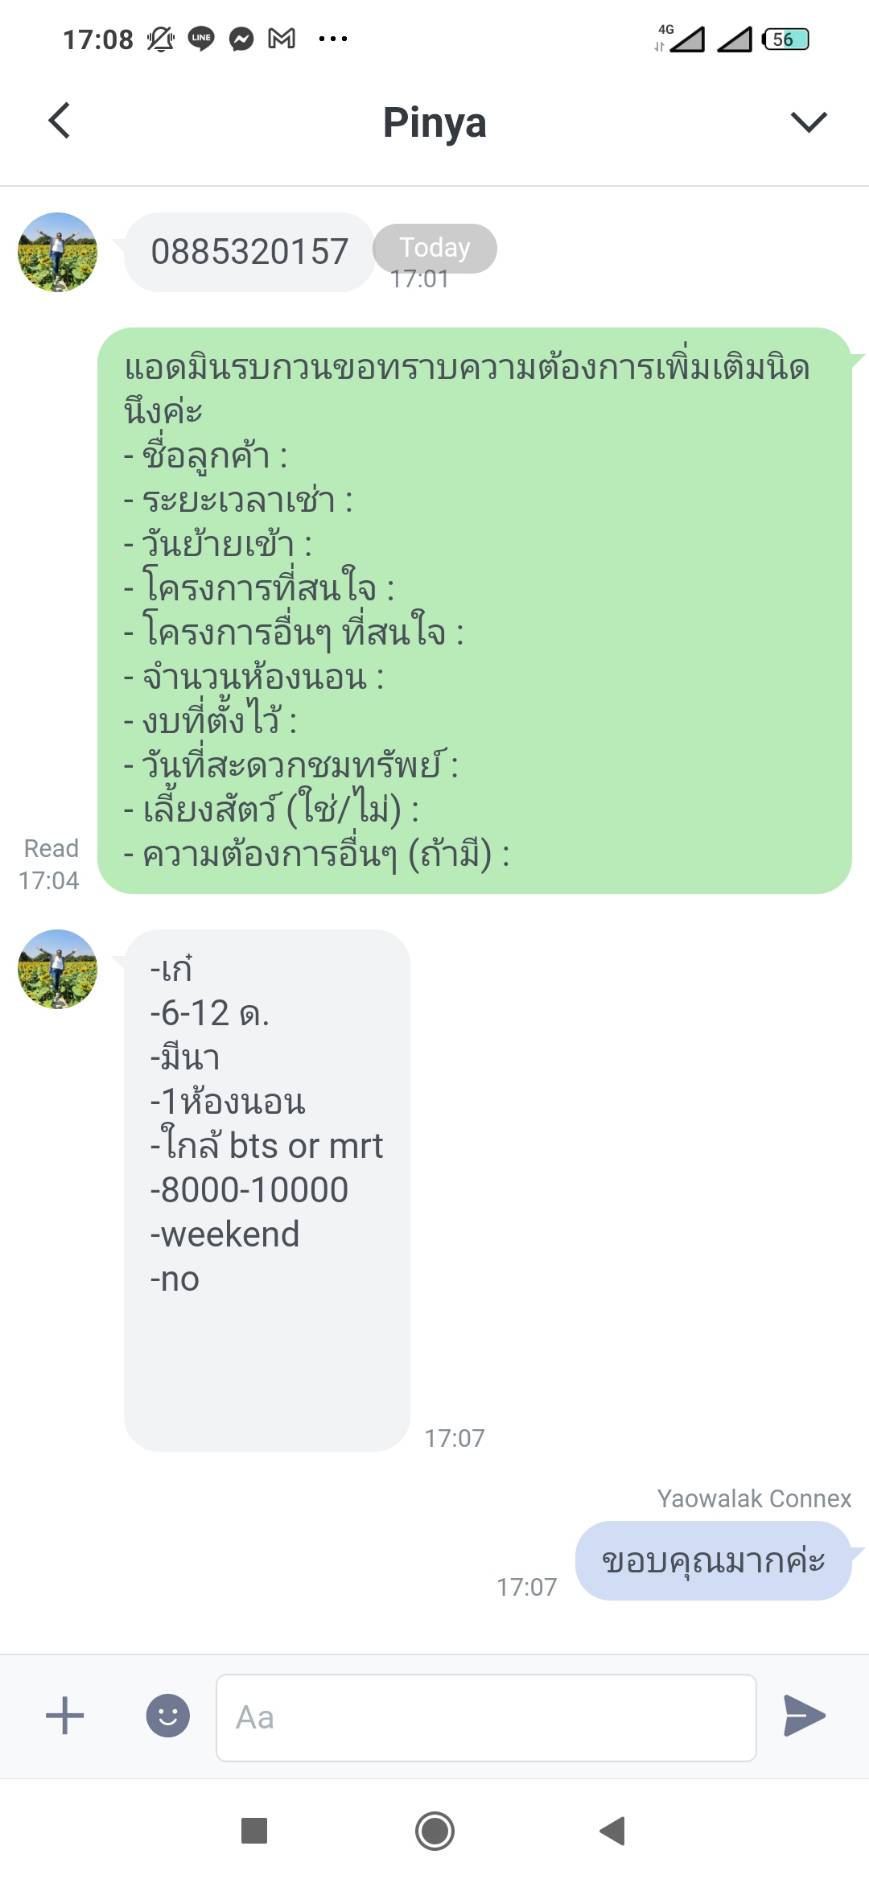 17:08
LINE
4G
56
Pinya
0885320157
Today
17:01
แอดมินรบกวนขอทราบความต้องการเพิ่มเติมนิด
นึงค่ะ
- ชื่อลูกค้า :
- ระยะเวลาเช่า :
- วันย้ายเข้า :
- โครงการที่สนใจ :
- โครงการอื่นๆ ที่สนใจ :
- จำนวนห้องนอน :
- งบที่ตั้งไว้ :
- วันที่สะดวกชมทรัพย์ :
- เลี้ยงสัตว์ (ใช่/ไม่) :
- ความต้องการอื่นๆ (ถ้ามี) :
Read
17:04
-เก๋
-6-12 ด.
-มีนา
-1ห้องนอน
-ใกล้ bts or mrt
-8000-10000
-weekend
-no
17:07
Yaowalak Connex
ขอบคุณมากค่ะ
17:07
Aa